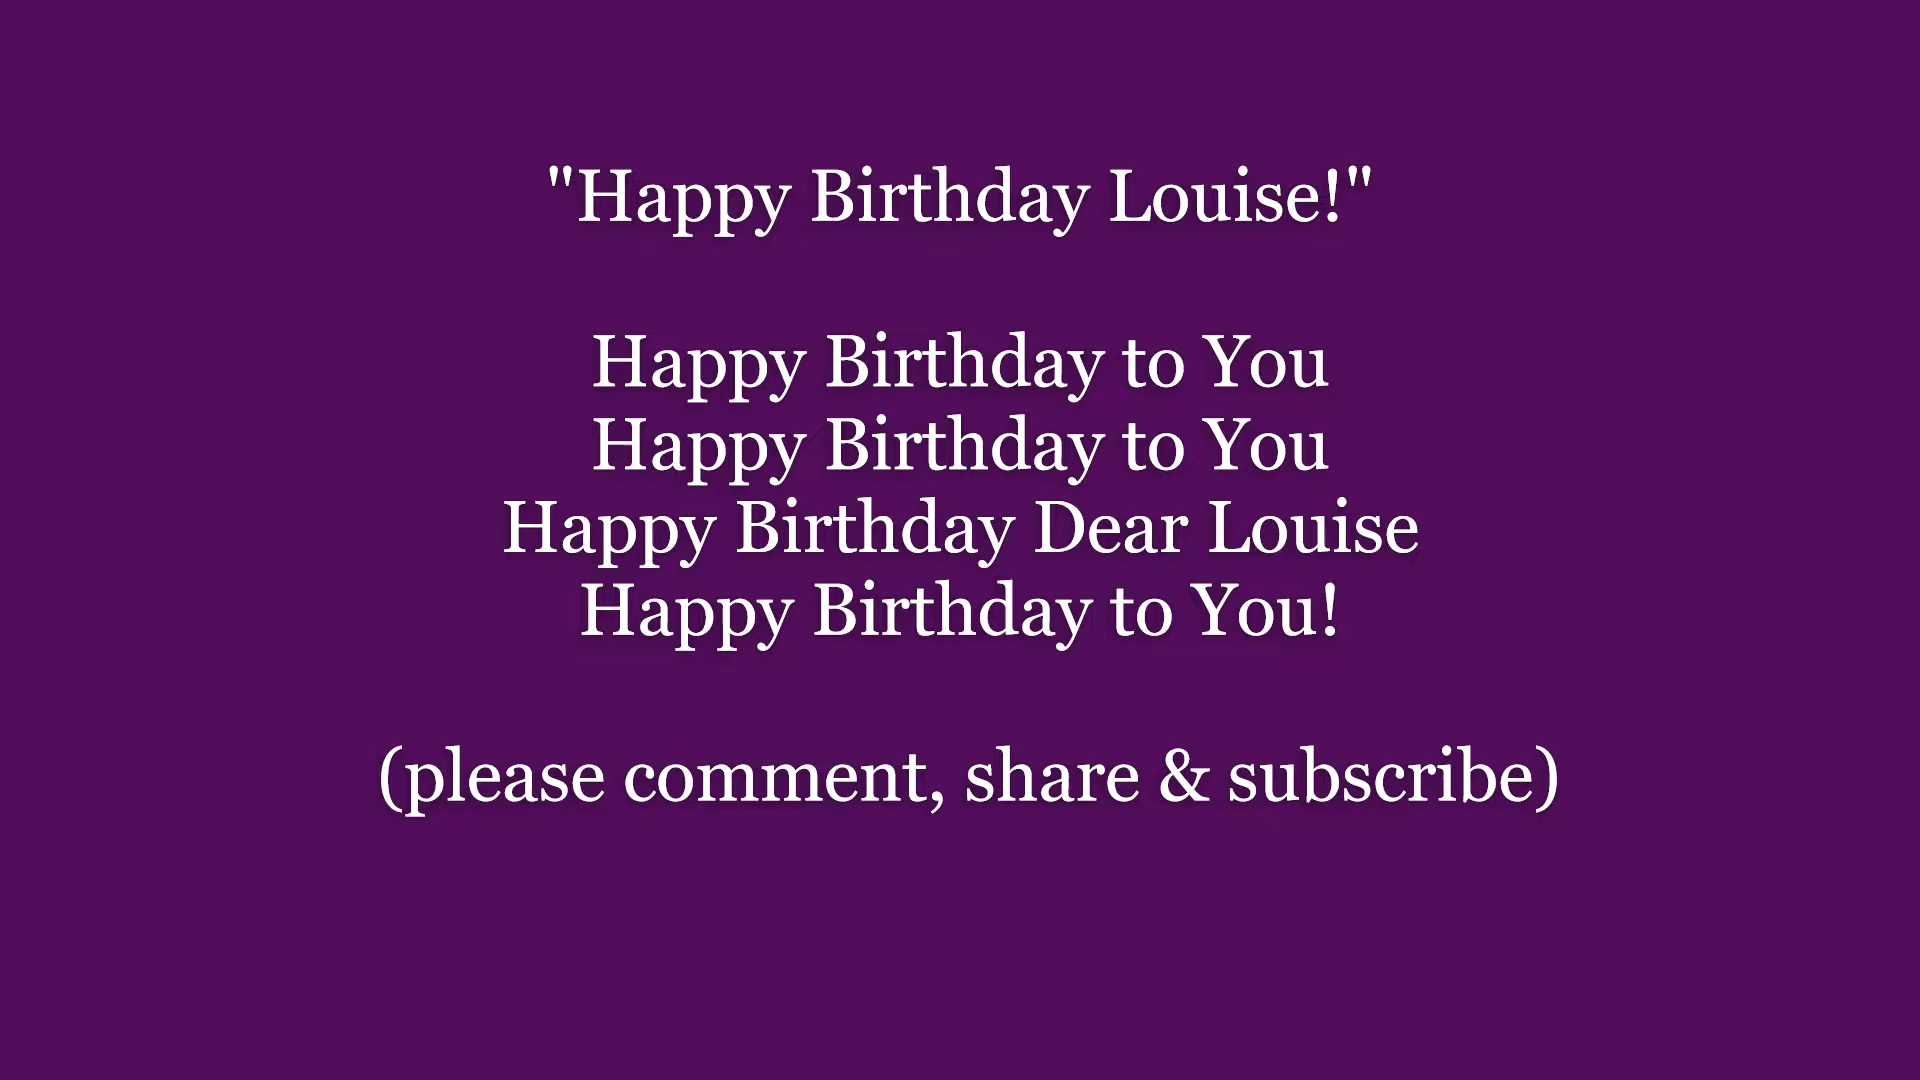 "Happy Birthday Louise!"
Happy Birthday to You
Happy Birthday to You
Happy Birthday Dear Louise
Happy Birthday to You!
(please comment, share & subscribe)